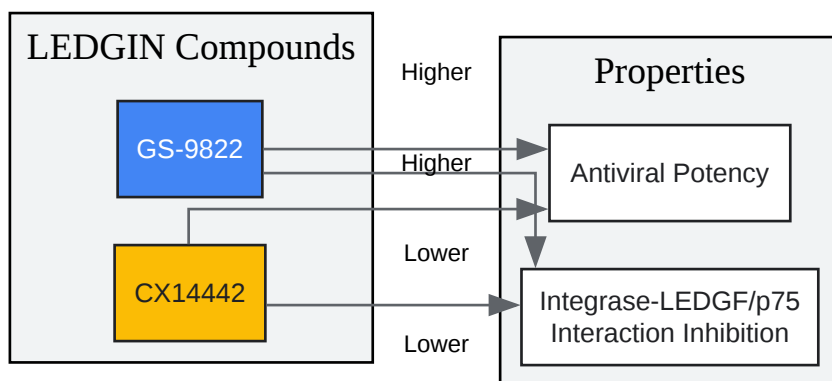 LEDGIN Compounds
GS-9822
CX14442
Higher
Higher
Lower
Lower
Properties
Antiviral Potency
Integrase-LEDGF/p75
Interaction Inhibition